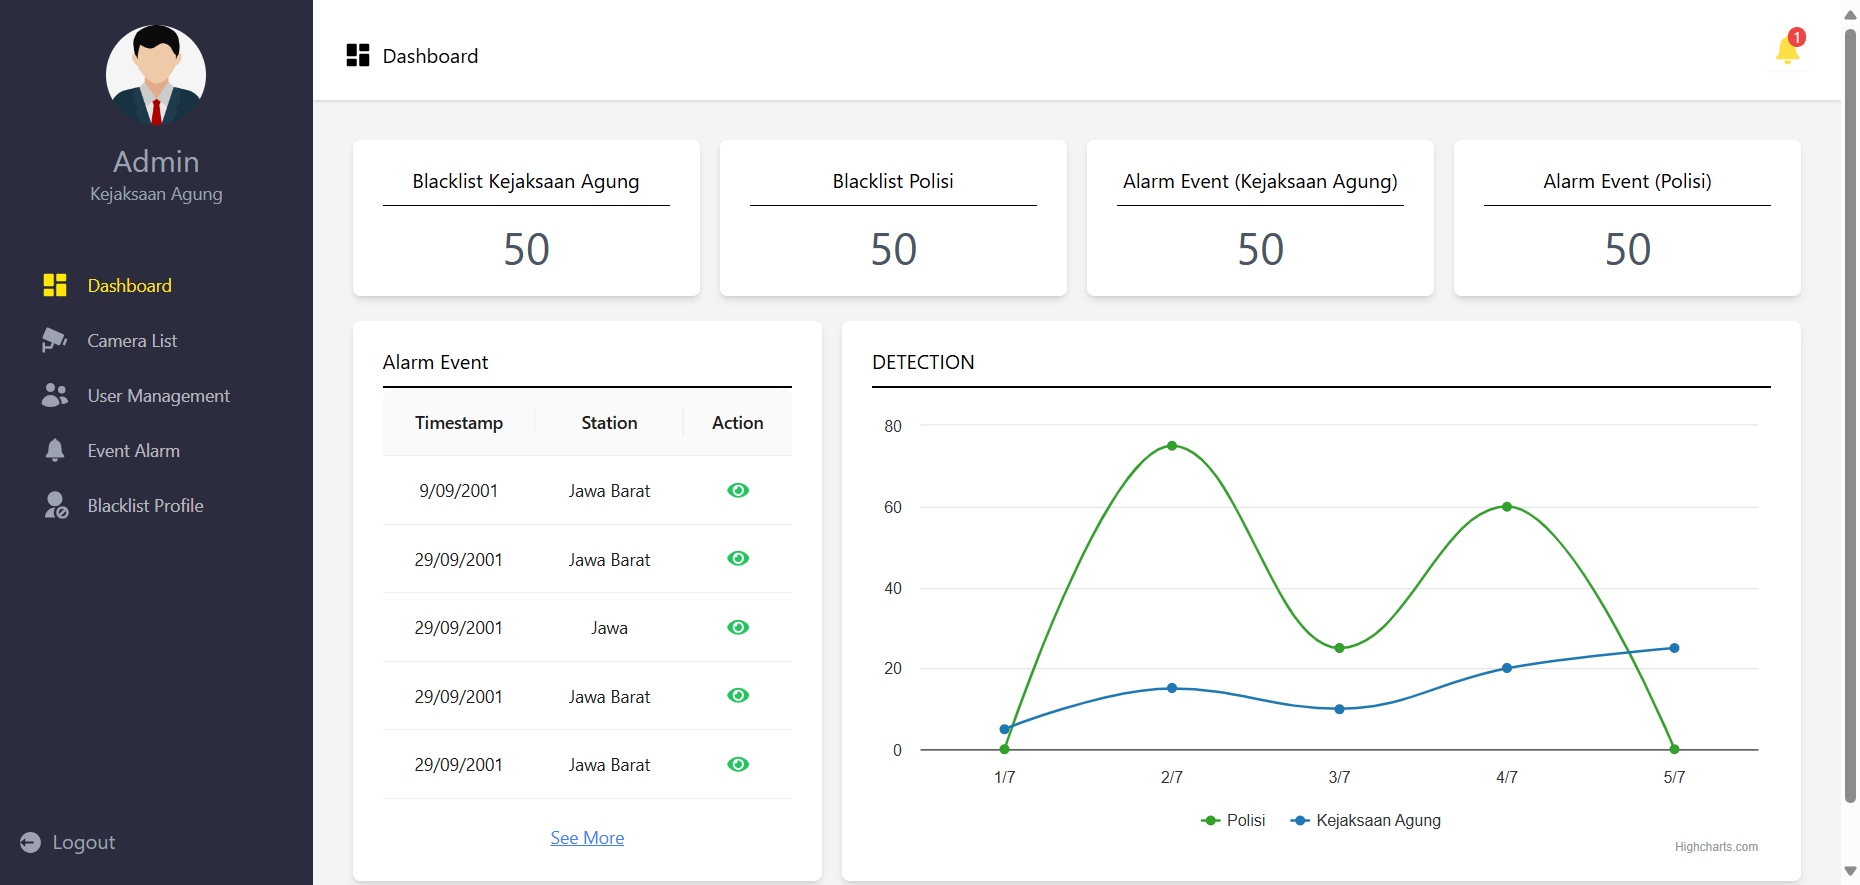 Admin
Kejaksaan Agung
Dashboard
Camera List
User Management
Event Alarm
Blacklist Profile
Logout
Dashboard
1
Blacklist Kejaksaan Agung
50
Blacklist Polisi
50
Alarm Event (Kejaksaan Agung)
50
Alarm Event (Polisi)
50
Alarm Event
Timestamp Station Action
9/09/2001 Jawa Barat
29/09/2001 Jawa Barat
29/09/2001 Jawa
29/09/2001 Jawa Barat
29/09/2001 Jawa Barat
See More
DETECTION
80
60
40
20
0
1/7 2/7 3/7 4/7 5/7
Polisi Kejaksaan Agung
Highcharts.com